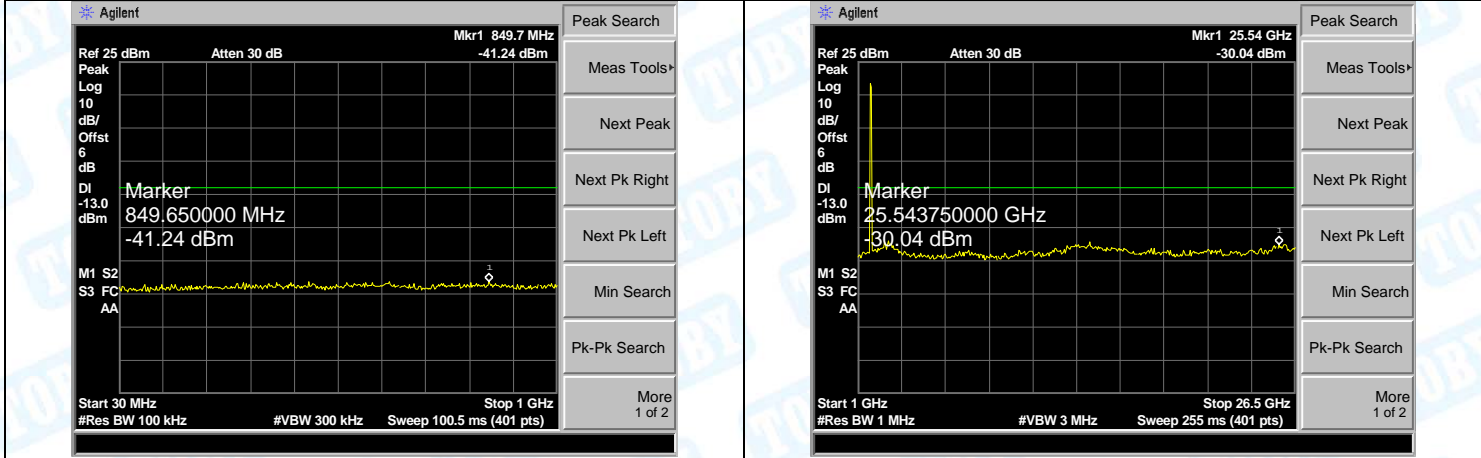 Agilent
Peak Search
Mkr1 849.7 MHz
Ref 25 dBm Atten 30 dB -41.24 dBm
Peak
Log
10
dB/
Offst
6
dB
DI
-13.0
dBm
Marker
849.650000 MHz
-41.24 dBm
1
M1 S2
S3 FC
AA
Start 30 MHz Stop 1 GHz
#Res BW 100 kHz #VBW 300 kHz Sweep 100.5 ms (401 pts)
Meas Tools
Next Peak
Next Pk Right
Next Pk Left
Min Search
Pk-Pk Search
More
1 of 2
Agilent
Peak Search
Mkr1 25.54 GHz
Ref 25 dBm Atten 30 dB -30.04 dBm
Peak
Log
10
dB/
Offst
6
dB
DI
-13.0
dBm
Marker
25.543750000 GHz
-30.04 dBm
1
M1 S2
S3 FC
AA
Start 1 GHz Stop 26.5 GHz
#Res BW 1 MHz #VBW 3 MHz Sweep 255 ms (401 pts)
Meas Tools
Next Peak
Next Pk Right
Next Pk Left
Min Search
Pk-Pk Search
More
1 of 2
TOBY
TOBY